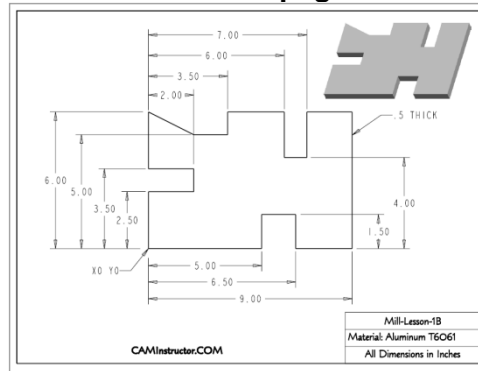 7.00
6.00
3.50
2.00
.5 THICK
6.00
5.00
3.50
2.50
4.00
1.50
X0 Y0
5.00
6.50
9.00
Mill-Lesson-1B
Material: Aluminum T6061
All Dimensions in Inches
CAMInstructor.COM